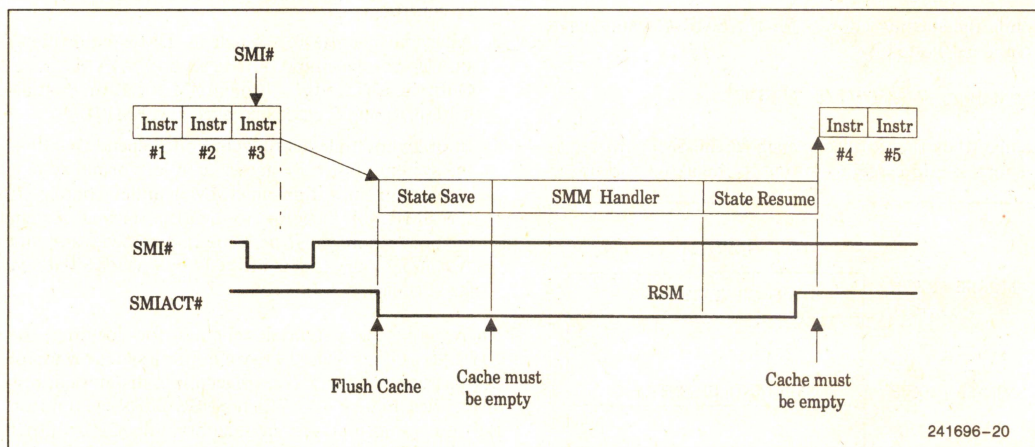 SMI#
Instr Instr Instr
#1 #2 #3
Instr Instr
#4 #5
State Save SMM Handler State Resume
SMI#
SMIACT#
RSM
Flush Cache
Cache must
be empty
Cache must
be empty
241696-20